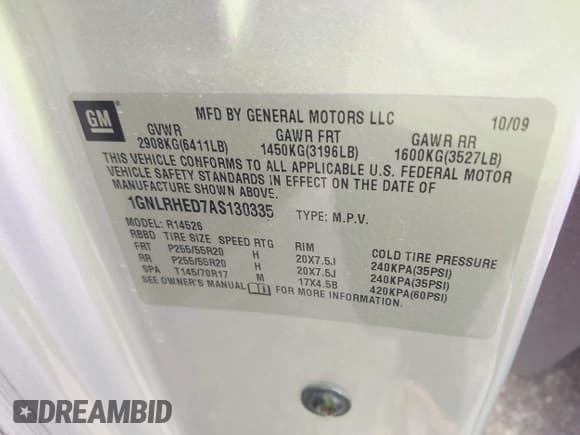 GM
MFD BY GENERAL MOTORS LLC 10/09
GVWR GAWR FRT GAWR RR
2908KG(6411LB) 1450KG(3196LB) 1600KG(3527LB)
THIS VEHICLE CONFORMS TO ALL APPLICABLE U.S. FEDERAL MOTOR
VEHICLE SAFETY STANDARDS IN EFFECT ON THE DATE OF
MANUFACTURE SHOWN ABOVE.
1GNLRHED7AS130335 TYPE: M.P.V.
MODEL: R14526
RBBD TIRE SIZE SPEED RTG RIM COLD TIRE PRESSURE
FRT P255/55R20 H 20X7.5J 240KPA(35PSI)
RR P255/55R20 H 20X7.5J 240KPA(35PSI)
SPA T145/70R17 M 17X4.5B 420KPA(60PSI)
SEE OWNER'S MANUAL FOR MORE INFORMATION.
DREAMBID